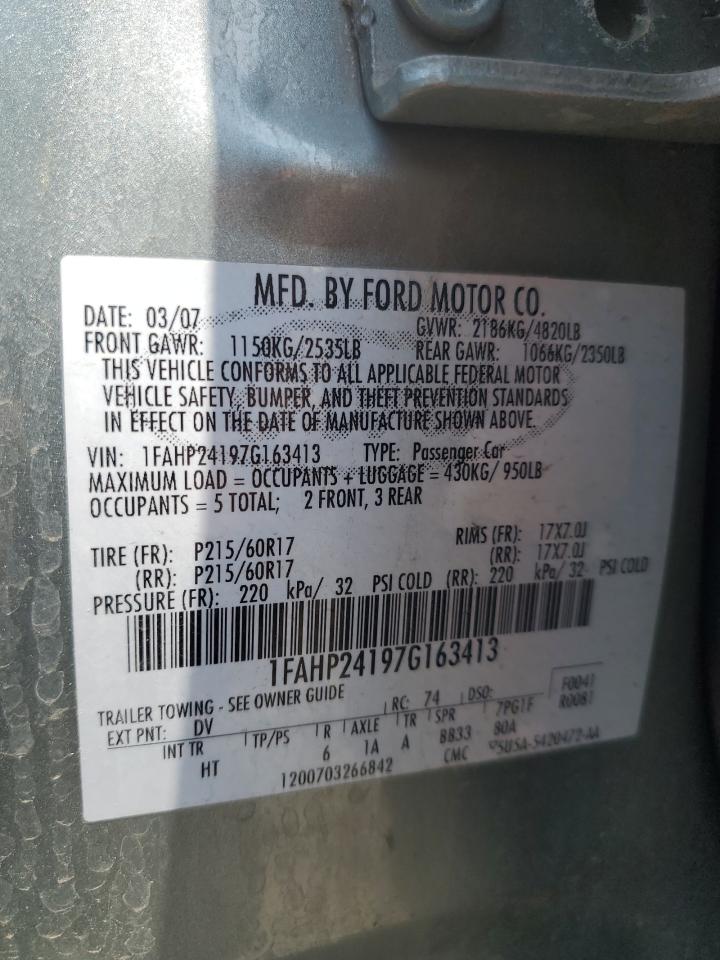 MFD. BY FORD MOTOR CO.
DATE: 03/07 GVWR: 2186KG/4820LB
FRONT GAWR: 1150KG/2535LB REAR GAWR: 1066KG/2350LB
THIS VEHICLE CONFORMS TO ALL APPLICABLE FEDERAL MOTOR
VEHICLE SAFETY, BUMPER, AND THEFT PREVENTION STANDARDS
IN EFFECT ON THE DATE OF MANUFACTURE SHOWN ABOVE.
VIN: 1FAHP24197G163413 TYPE: Passenger Car
MAXIMUM LOAD = OCCUPANTS + LUGGAGE = 430KG/ 950LB
OCCUPANTS = 5 TOTAL; 2 FRONT, 3 REAR
TIRE (FR): P215/60R17 RIMS (FR): 17X7.0J
(RR): P215/60R17 (RR): 17X7.0J
PRESSURE (FR): 220 kPa/ 32 PSI COLD (RR): 220 kPa/ 32 PSI COLD
1FAHP24197G163413
TRAILER TOWING - SEE OWNER GUIDE RC: 74 DSO: F0041
EXT PNT: DV TP/PS R AXLE TR SPR 7PG1F R0081
INT TR 6 1A A BB33 80A
HT 1200703266842 CMC 5U5A-5420472-AA